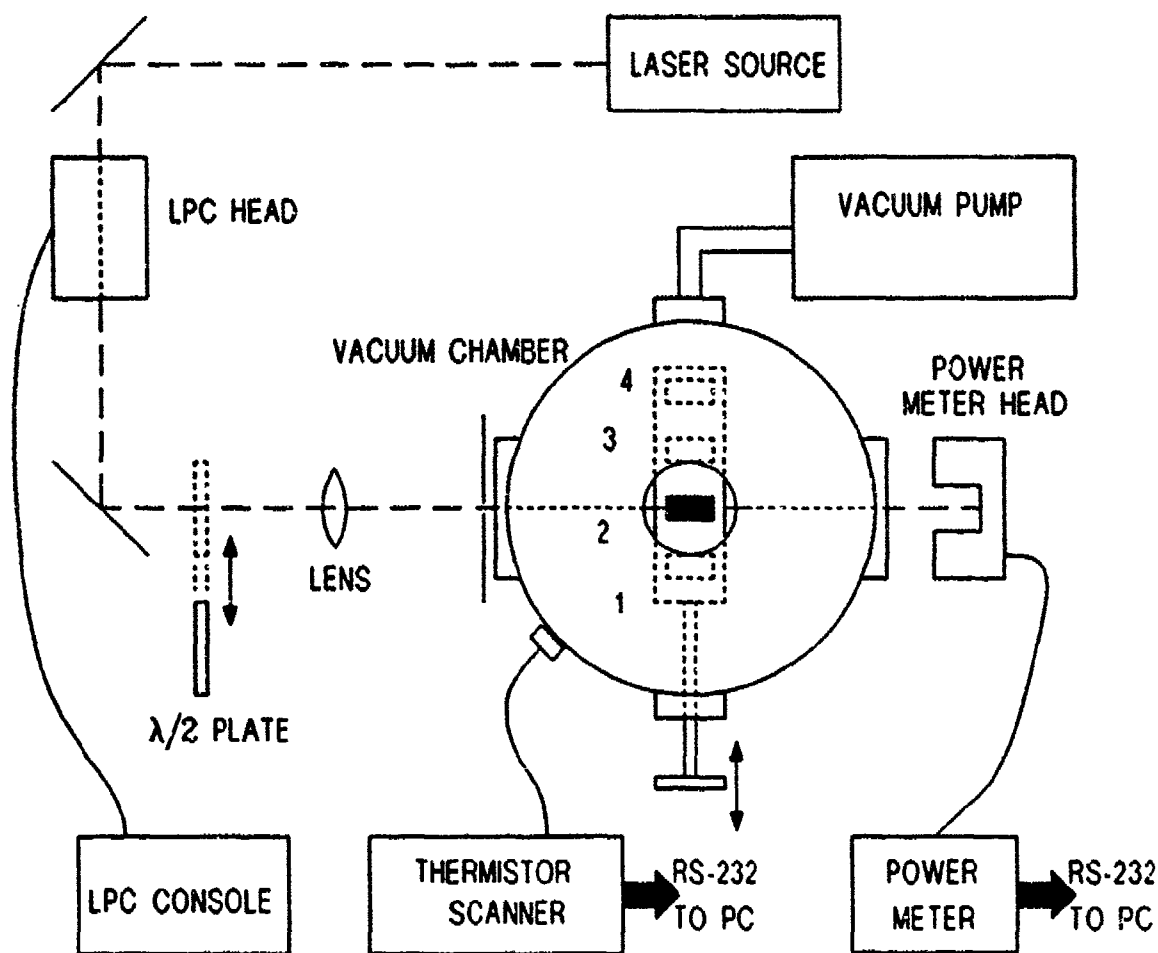 LASER SOURCE
LPC HEAD
VACUUM PUMP
VACUUM CHAMBER
4
3
2
1
POWER
METER HEAD
LENS
λ/2 PLATE
LPC CONSOLE
THERMISTOR
SCANNER
RS-232
TO PC
POWER
METER
RS-232
TO PC